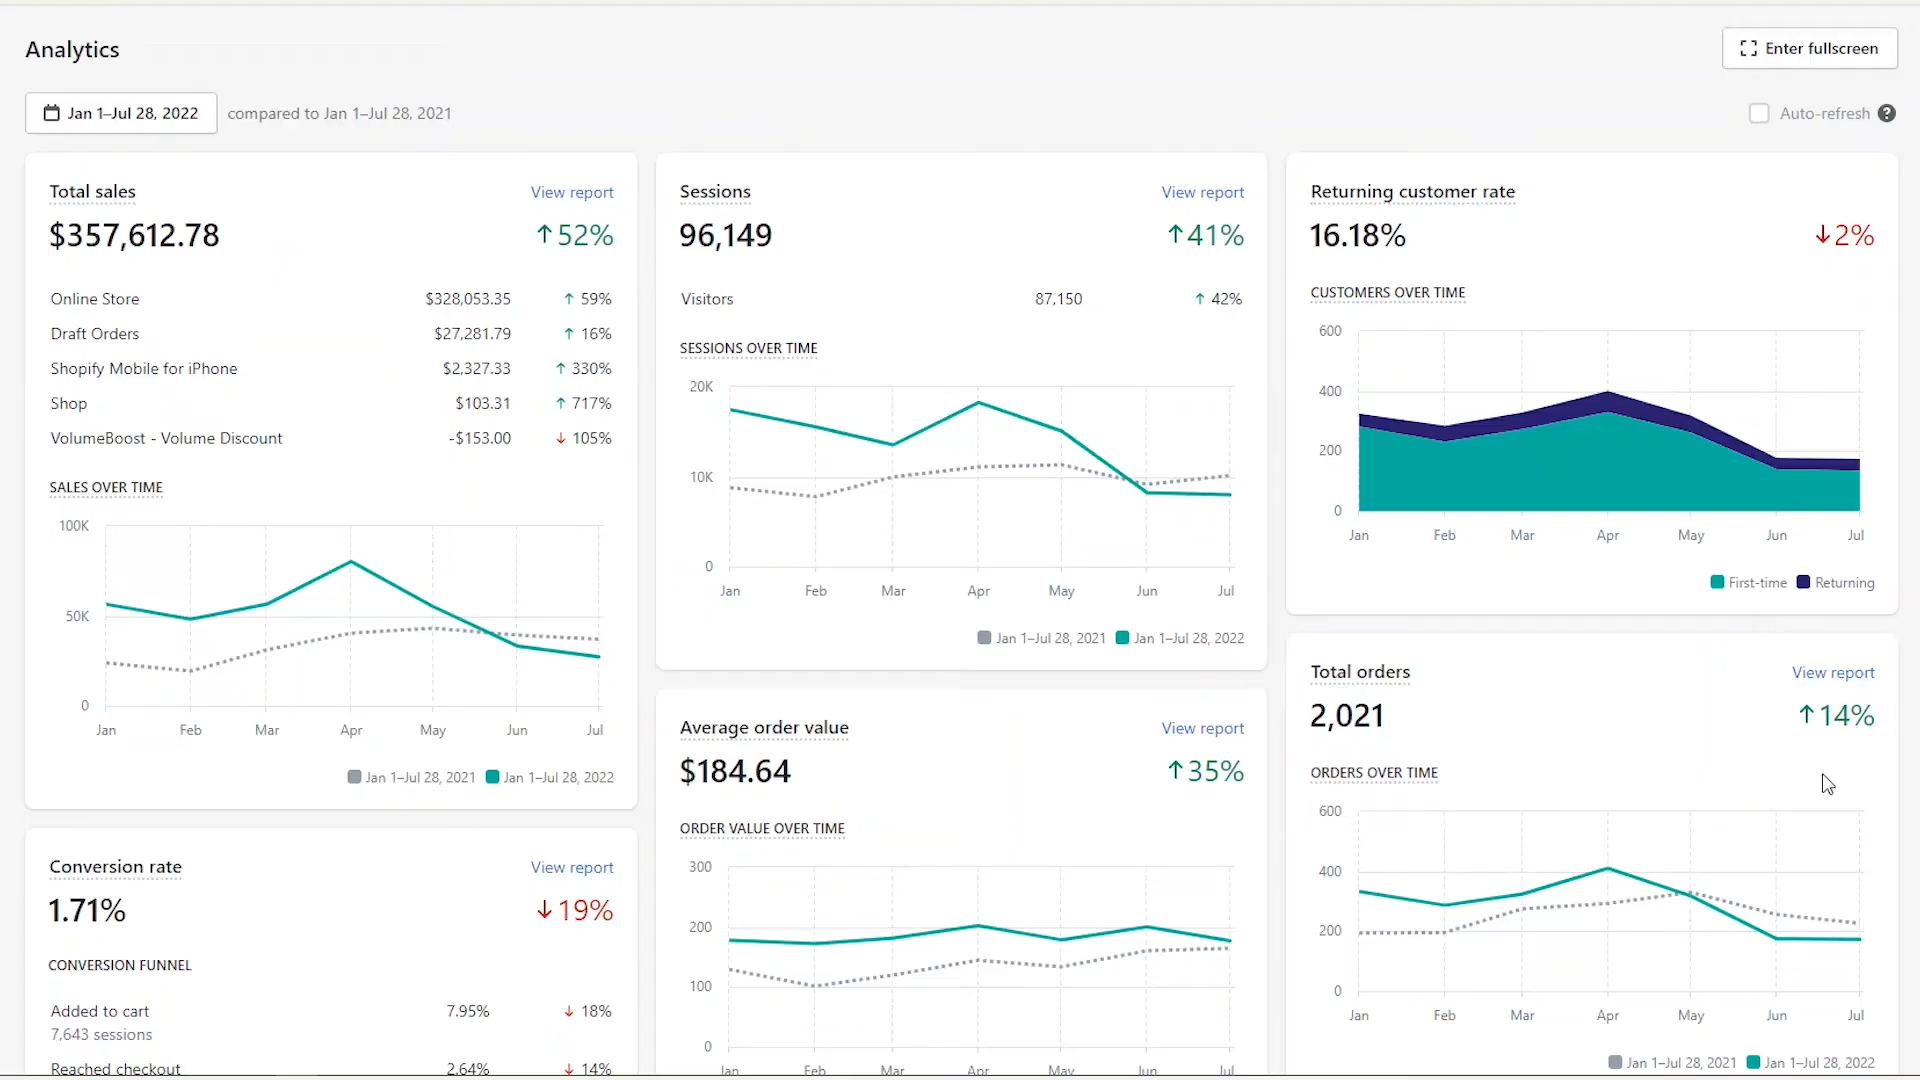 Analytics
Enter fullscreen
Jan 1–Jul 28, 2022 compared to Jan 1–Jul 28, 2021
Auto-refresh ?
Total sales View report
$357,612.78 ↑52%
Online Store $328,053.35 ↑ 59%
Draft Orders $27,281.79 ↑ 16%
Shopify Mobile for iPhone $2,327.33 ↑ 330%
Shop $103.31 ↑ 717%
VolumeBoost - Volume Discount -$153.00 ↓ 105%
SALES OVER TIME
100K
50K
0
Jan Feb Mar Apr May Jun Jul
Jan 1–Jul 28, 2021 Jan 1–Jul 28, 2022
Conversion rate View report
1.71% ↓19%
CONVERSION FUNNEL
Added to cart 7.95% ↓ 18%
7,643 sessions
Reached checkout 2.64% ↓ 14%
Sessions View report
96,149 ↑41%
Visitors 87,150 ↑ 42%
SESSIONS OVER TIME
20K
10K
0
Jan Feb Mar Apr May Jun Jul
Jan 1–Jul 28, 2021 Jan 1–Jul 28, 2022
Average order value View report
$184.64 ↑35%
ORDER VALUE OVER TIME
300
200
100
0
Jan Feb Mar Apr May Jun Jul
Returning customer rate
16.18% ↓2%
CUSTOMERS OVER TIME
600
400
200
0
Jan Feb Mar Apr May Jun Jul
First-time Returning
Total orders View report
2,021 ↑14%
ORDERS OVER TIME
600
400
200
0
Jan Feb Mar Apr May Jun Jul
Jan 1–Jul 28, 2021 Jan 1–Jul 28, 2022